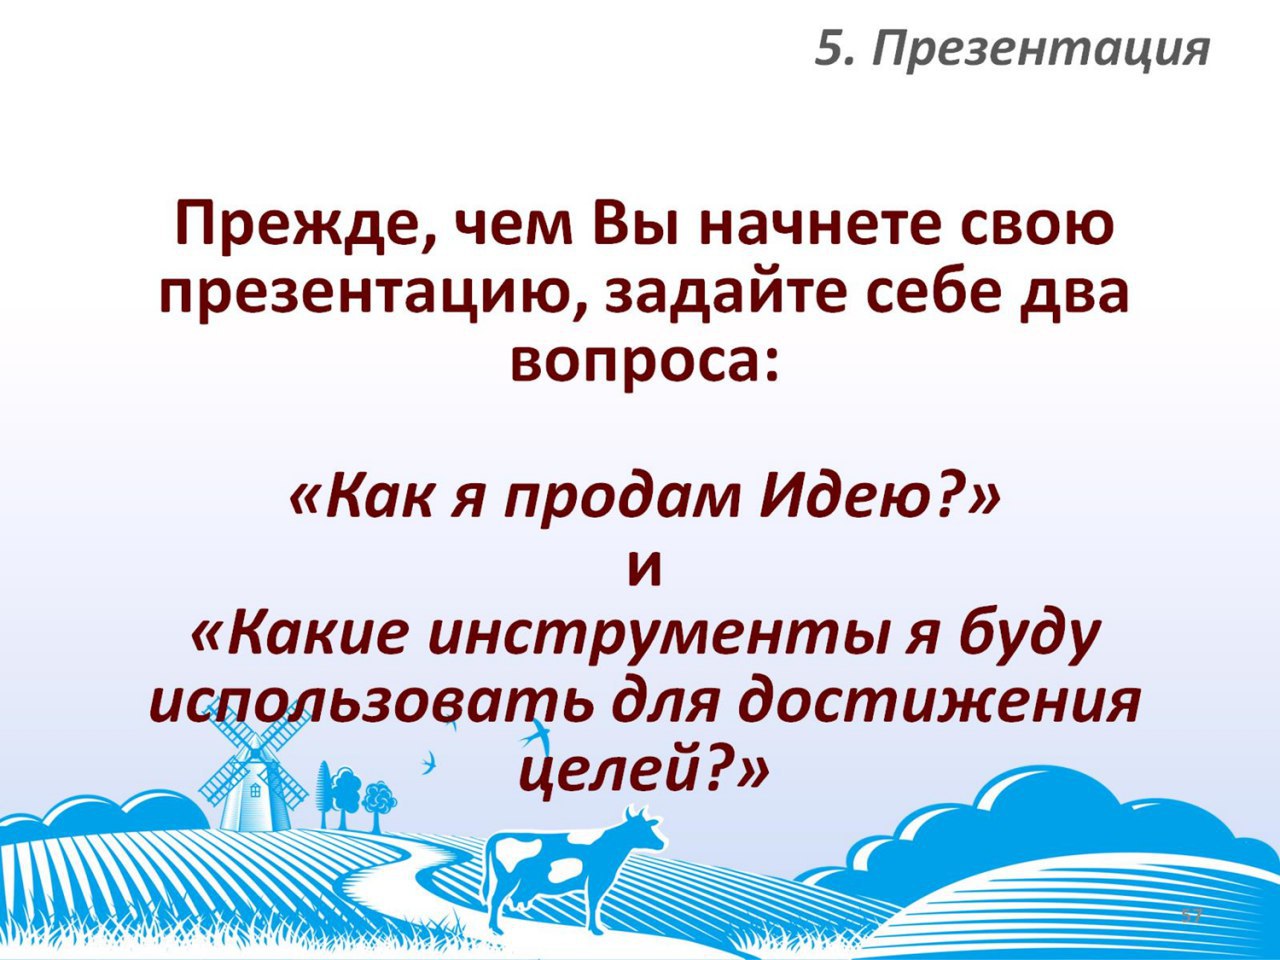 5. Презентация
Прежде, чем Вы начнете свою
презентацию, задайте себе два
вопроса:
«Как я продам Идею?»
и
«Какие инструменты я буду
использовать для достижения
целей?»
57